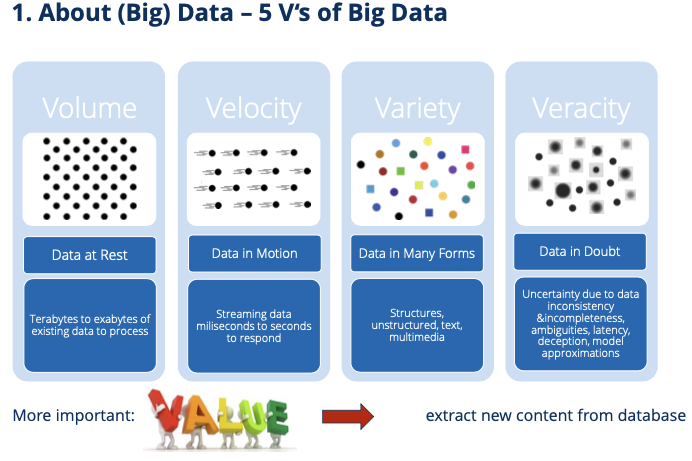 1. About (Big) Data – 5 V's of Big Data
Volume
Data at Rest
Terabytes to exabytes of
existing data to process
Velocity
Data in Motion
Streaming data
miliseconds to seconds
to respond
Variety
Data in Many Forms
Structures,
unstructured, text,
multimedia
Veracity
Data in Doubt
Uncertainty due to data
inconsistency
&incompleteness,
ambiguities, latency,
deception, model
approximations
More important:
VALUE
extract new content from database